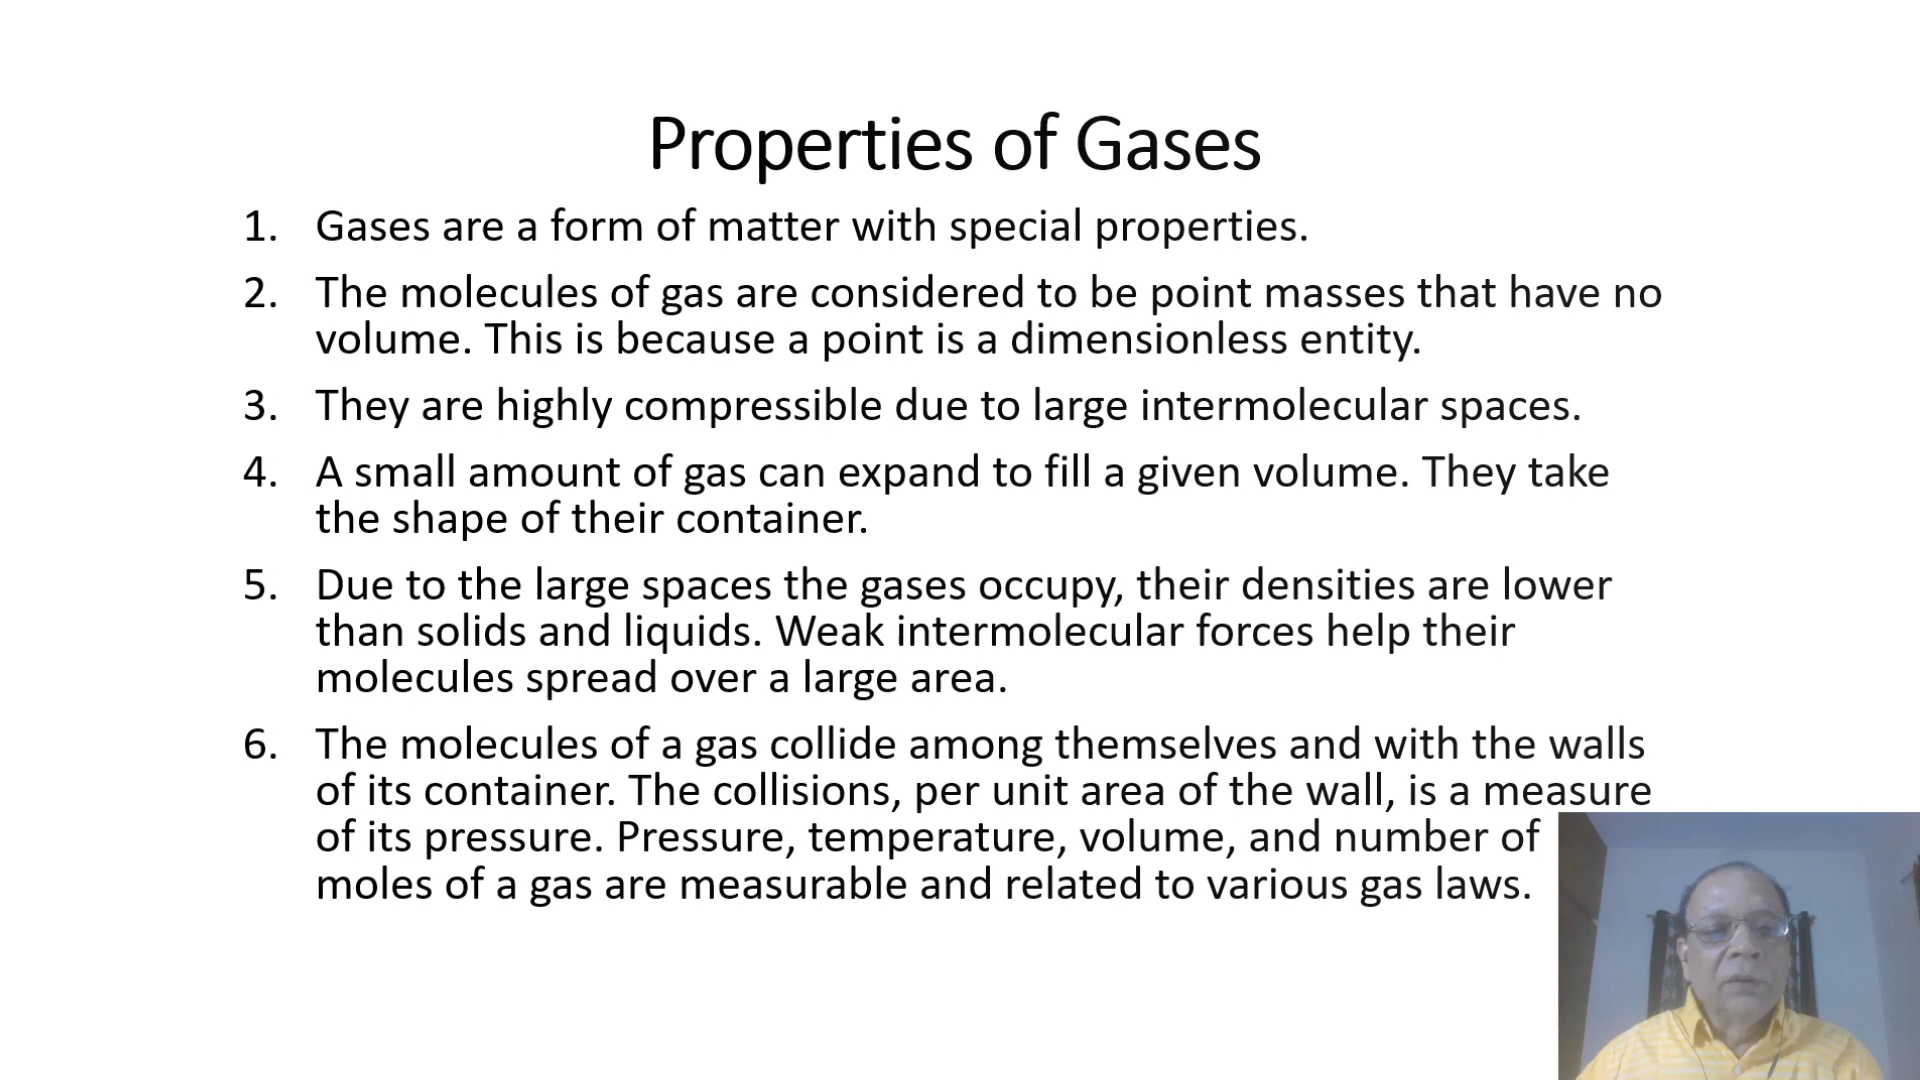 Properties of Gases
1. Gases are a form of matter with special properties.
2. The molecules of gas are considered to be point masses that have no
volume. This is because a point is a dimensionless entity.
3. They are highly compressible due to large intermolecular spaces.
4. A small amount of gas can expand to fill a given volume. They take
the shape of their container.
5. Due to the large spaces the gases occupy, their densities are lower
than solids and liquids. Weak intermolecular forces help their
molecules spread over a large area.
6. The molecules of a gas collide among themselves and with the walls
of its container. The collisions, per unit area of the wall, is a measure
of its pressure. Pressure, temperature, volume, and number of
moles of a gas are measurable and related to various gas laws.